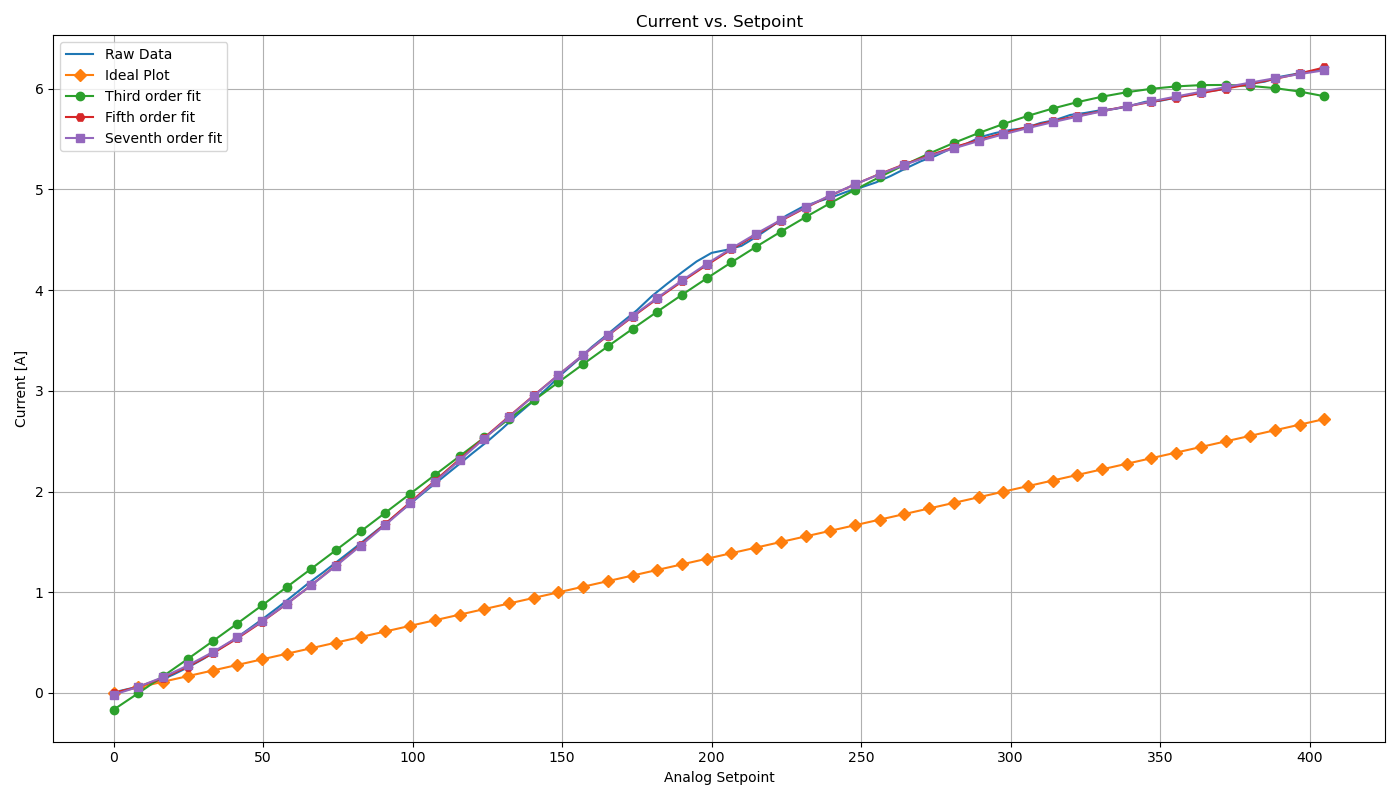 Current vs. Setpoint
Raw Data
Ideal Plot
Third order fit
Fifth order fit
Seventh order fit
Current [A]
6
5
4
3
2
1
0
0 50 100 150 200 250 300 350 400
Analog Setpoint